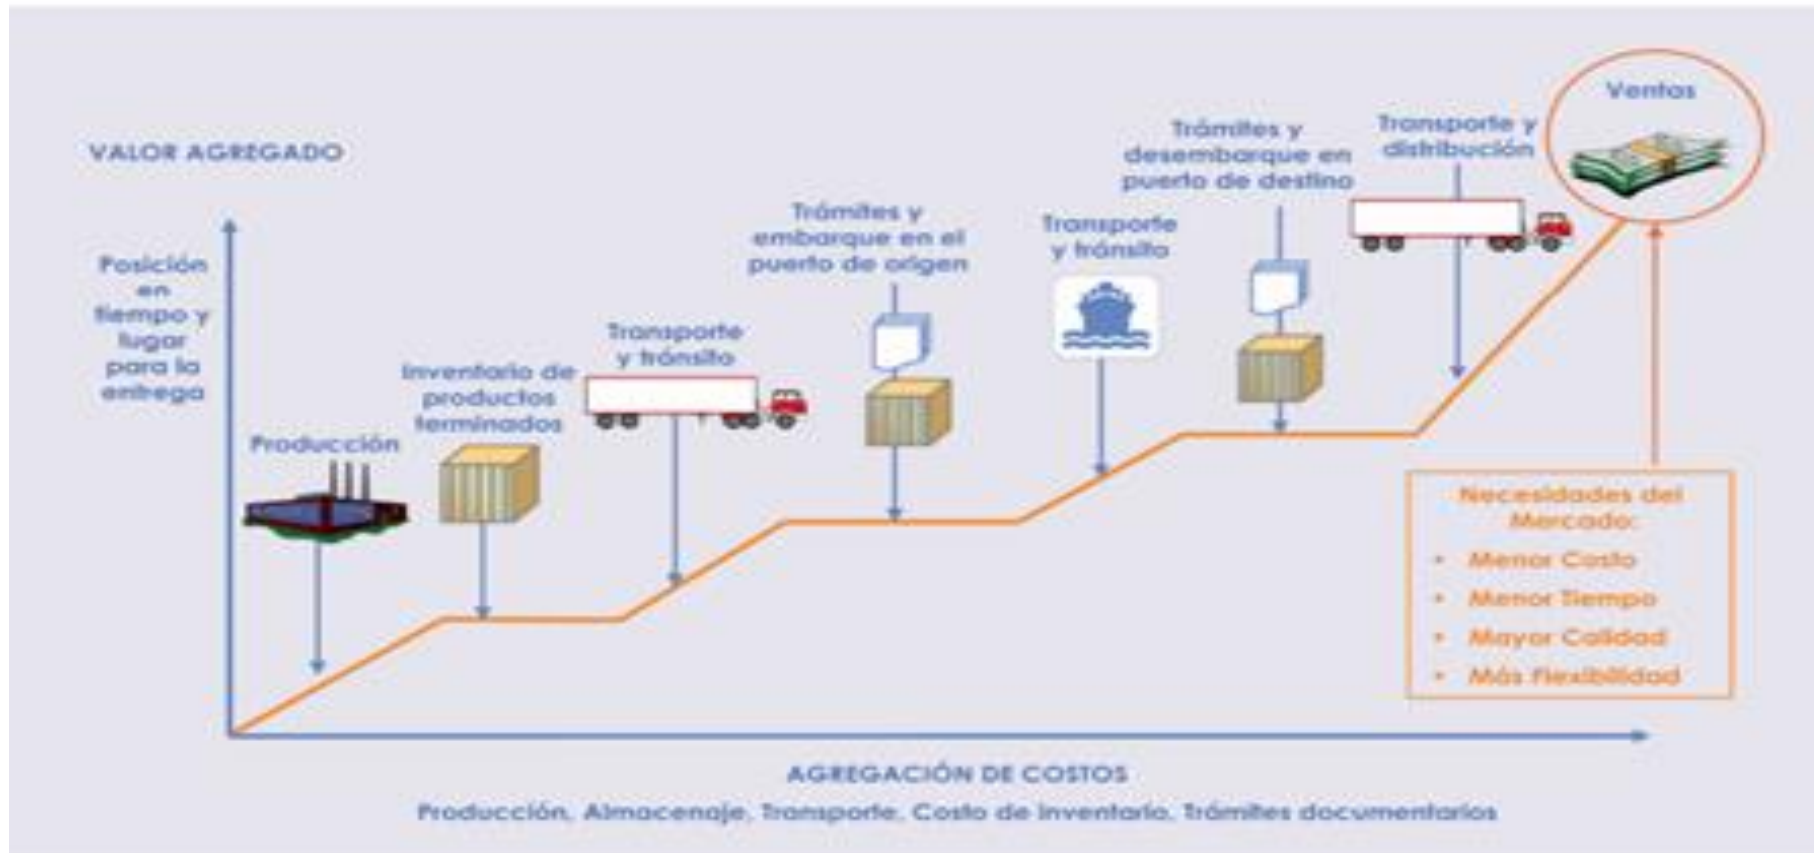 VALOR AGREGADO
Posición
en
tiempo y
lugar
para la
entrega
Producción
Inventario de
productos
terminados
Transporte
y tránsito
Trámites y
embarque en el
puerto de origen
Transporte
y tránsito
Trámites y
desembarque en
puerto de destino
Transporte y
distribución
Ventas
Necesidades del
Mercado:
• Menor Costo
• Menor Tiempo
• Mayor Calidad
• Más Flexibilidad
AGREGACIÓN DE COSTOS
Producción, Almacenaje, Transporte, Costo de inventario, Trámites documentarios